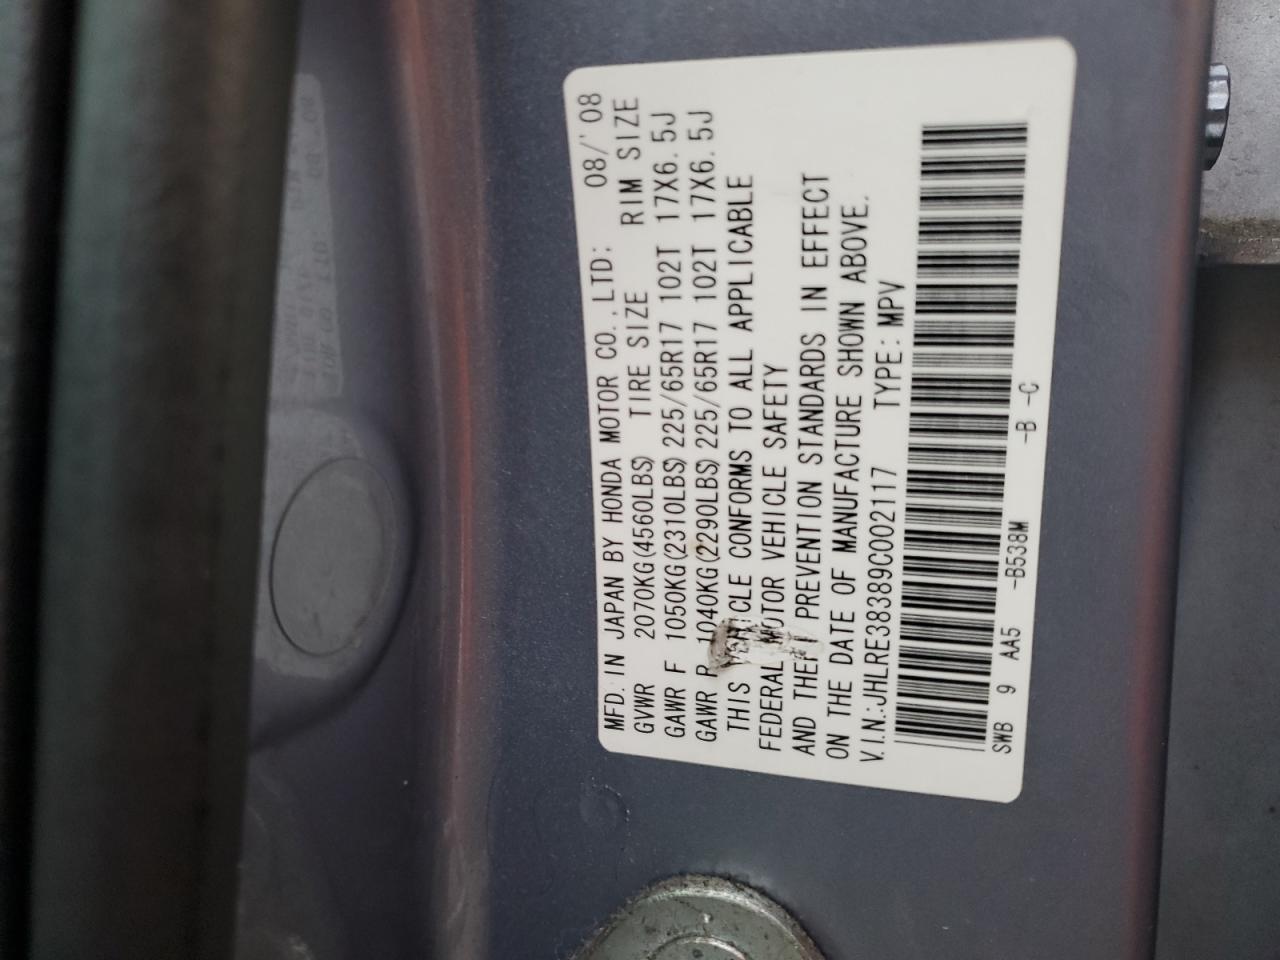 MFD. IN JAPAN BY HONDA MOTOR CO., LTD: 08/'08
GVWR 2070KG(4560LBS) TIRE SIZE RIM SIZE
GAWR F 1050KG(2310LBS) 225/65R17 102T 17X6.5J
GAWR R 1040KG(2290LBS) 225/65R17 102T 17X6.5J
THIS VEHICLE CONFORMS TO ALL APPLICABLE
FEDERAL MOTOR VEHICLE SAFETY
AND THEFT PREVENTION STANDARDS IN EFFECT
ON THE DATE OF MANUFACTURE SHOWN ABOVE.
V.I.N.:JHLRE38389C002117 TYPE: MPV
SWB 9 AA5 -B538M -B -C